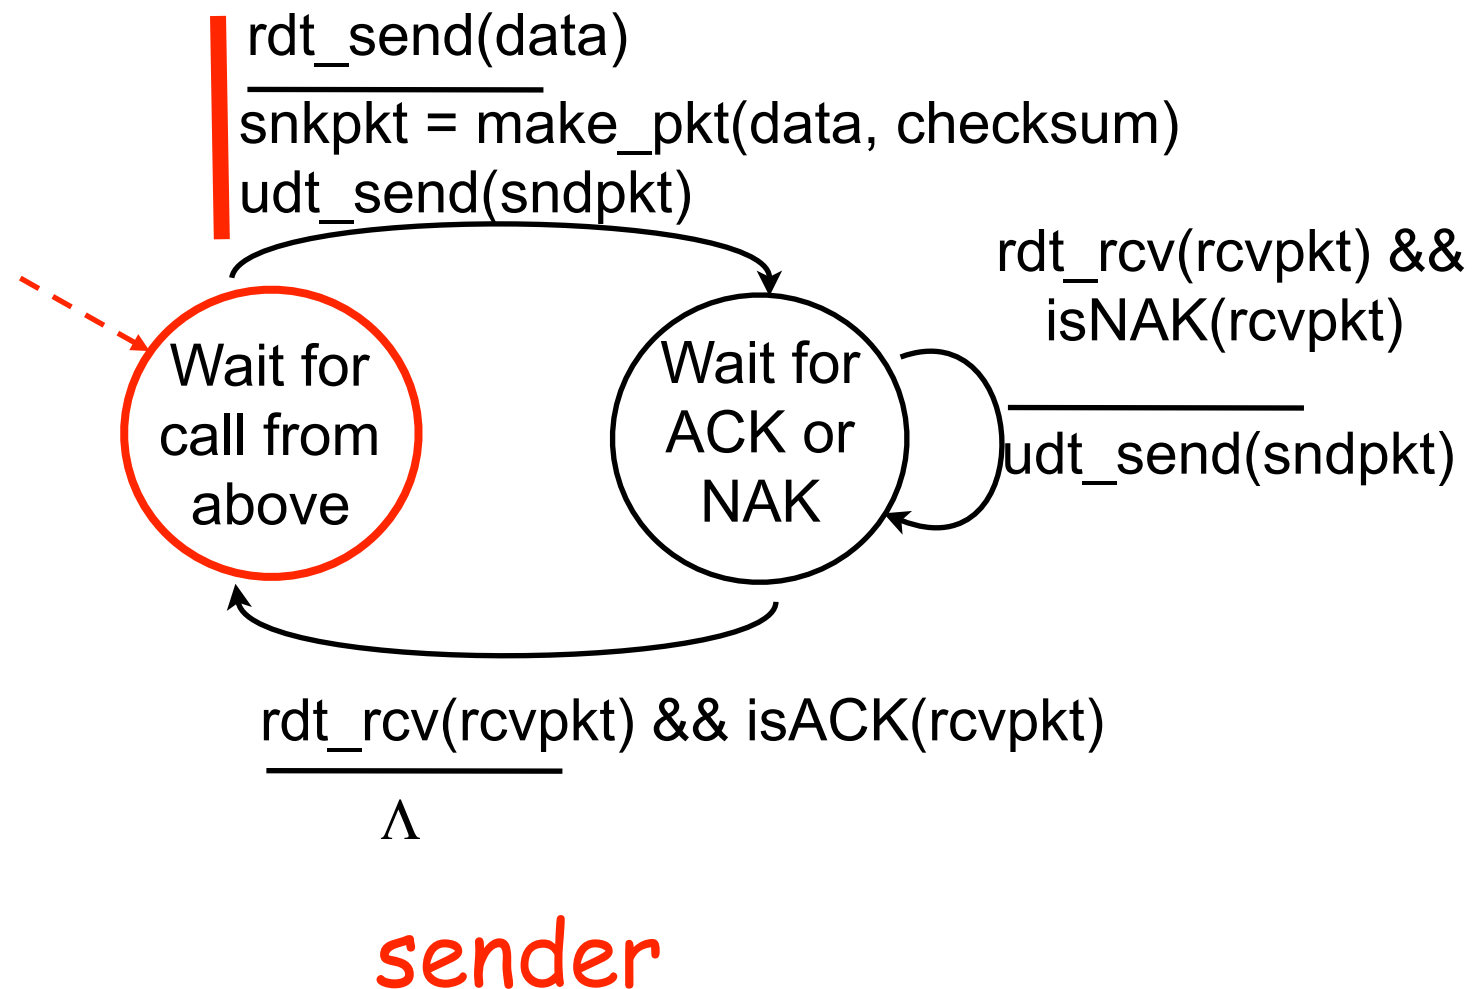 rdt_send(data)
snkpkt = make_pkt(data, checksum)
udt_send(sndpkt)
rdt_rcv(rcvpkt) &&
isNAK(rcvpkt)
udt_send(sndpkt)
Wait for
call from
above
Wait for
ACK or
NAK
rdt_rcv(rcvpkt) && isACK(rcvpkt)
Λ
sender